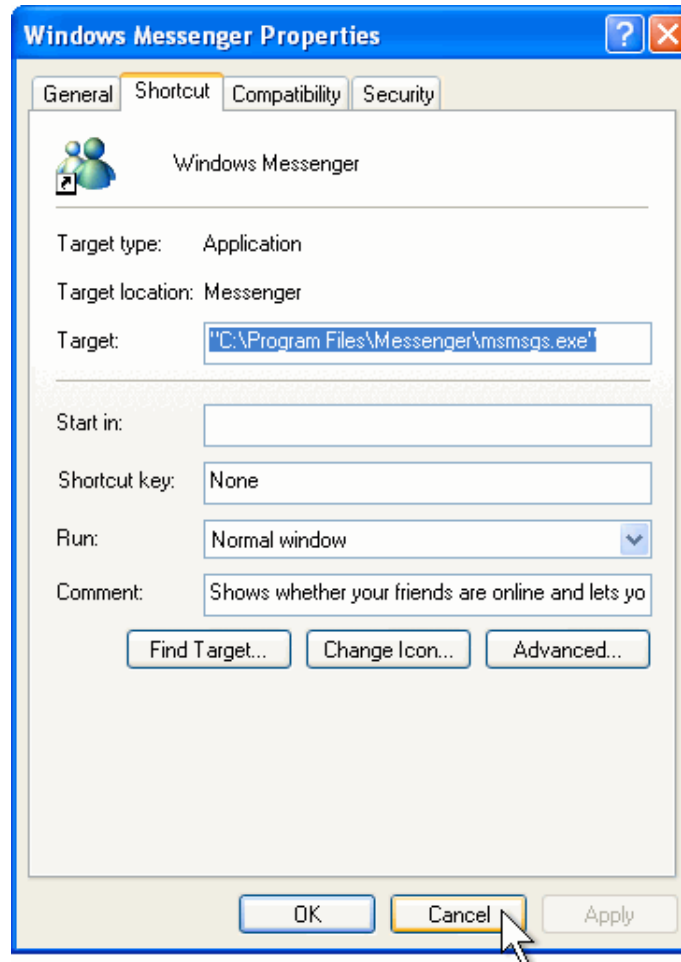 Windows Messenger Properties
General Shortcut Compatibility Security
Windows Messenger
Target type: Application
Target location: Messenger
Target: "C:\Program Files\Messenger\msmsgs.exe"
Start in:
Shortcut key: None
Run: Normal window
Comment: Shows whether your friends are online and lets yo
Find Target... Change Icon... Advanced...
OK Cancel Apply